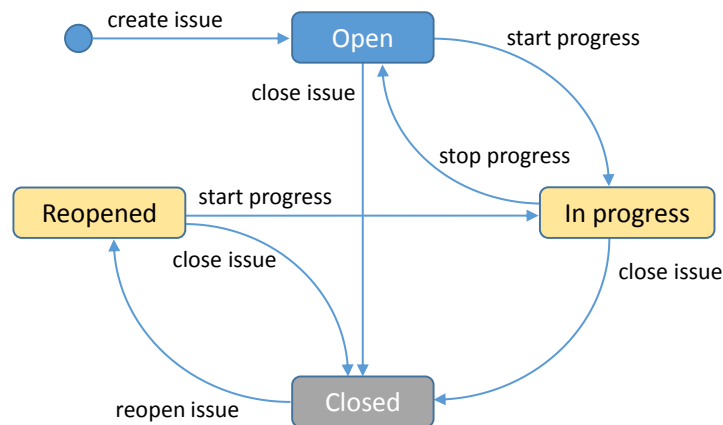 create issue
Open
start progress
close issue
stop progress
Reopened
start progress
In progress
close issue
close issue
reopen issue
Closed